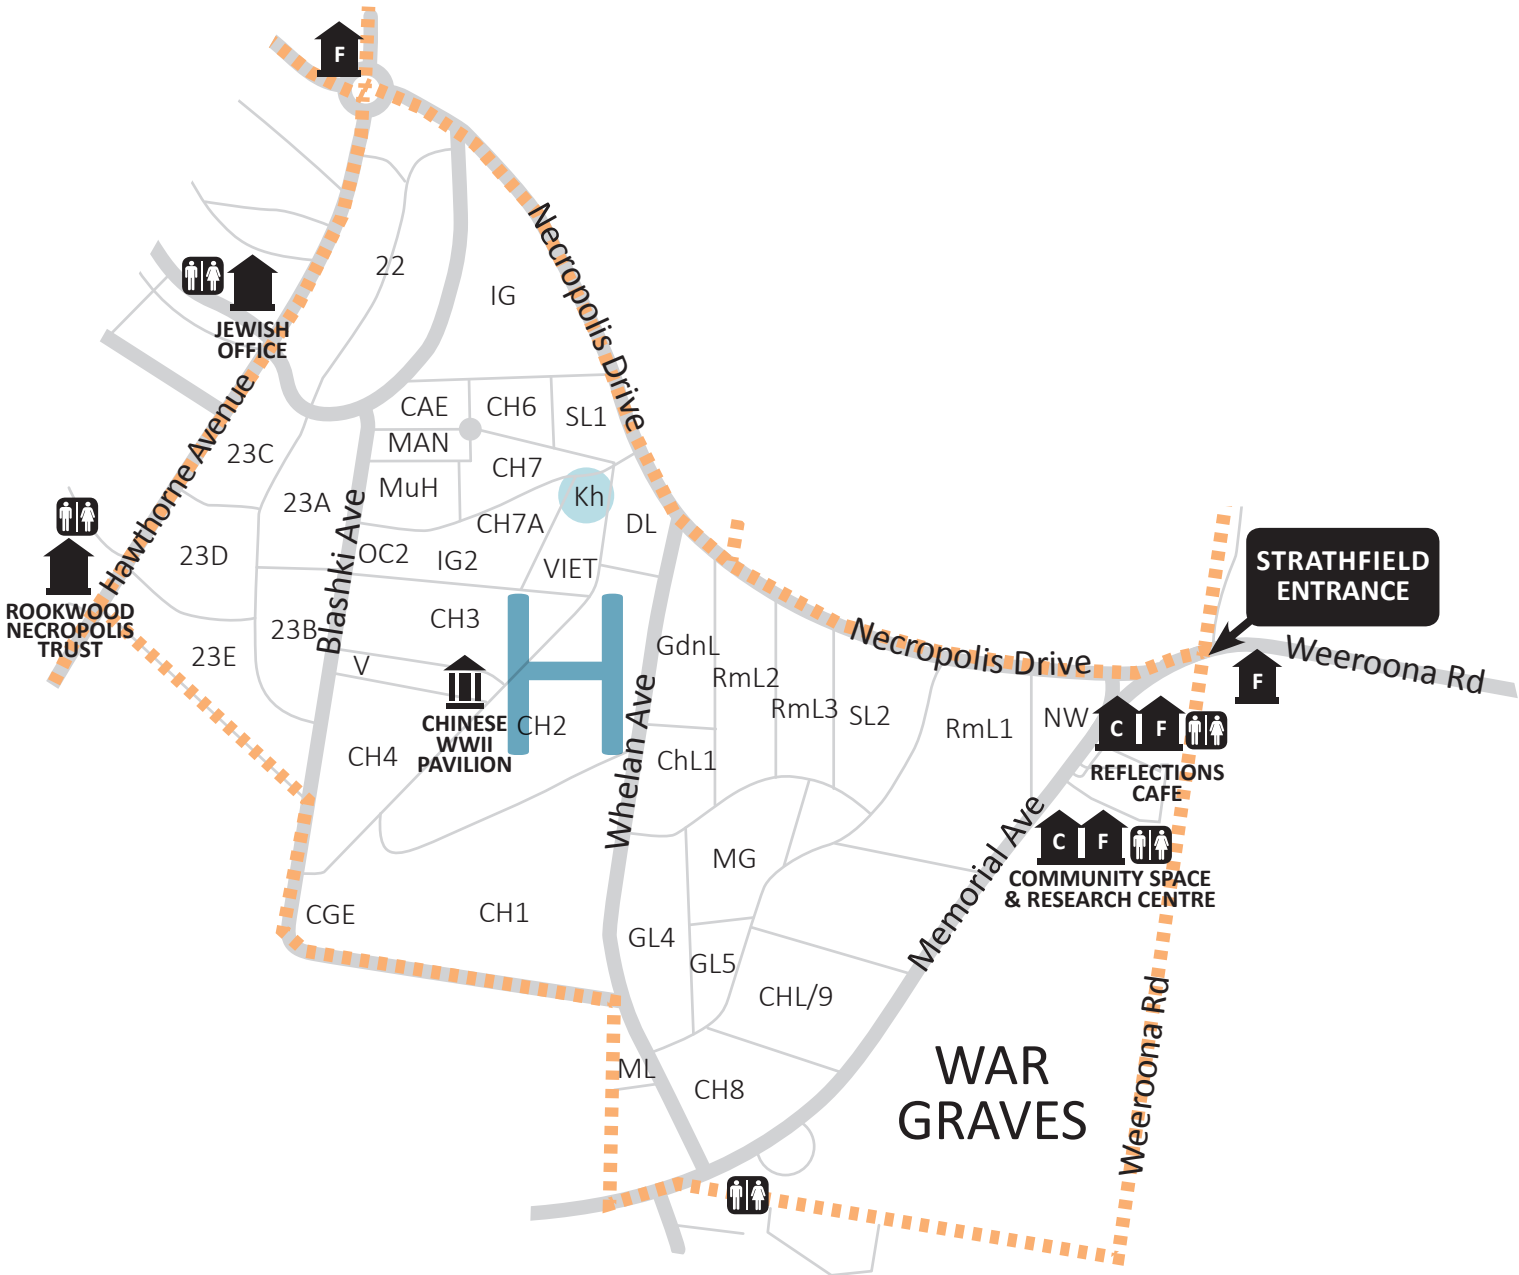 F
Necropolis Drive
22
IG
JEWISH
OFFICE
CAE
CH6
SL1
MAN
Hawthorne Avenue
23C
CH7
MuH
Kh
23A
Blashki Ave
CH7A
DL
OC2
IG2
VIET
23D
STRATHFIELD
ENTRANCE
ROOKWOOD
NECROPOLIS
TRUST
CH3
23B
23E
V
H
GdnL
RmL2
RmL3
SL2
RmL1
NW
Necropolis Drive
Weeroona Rd
F
C
F
REFLECTIONS
CAFE
CHINESE
WWII
PAVILION
CH2
CH4
ChL1
Whelan Ave
Memorial Ave
C
F
COMMUNITY SPACE
& RESEARCH CENTRE
MG
CGE
CH1
GL4
GL5
CHL/9
Weeroona Rd
ML
CH8
WAR
GRAVES